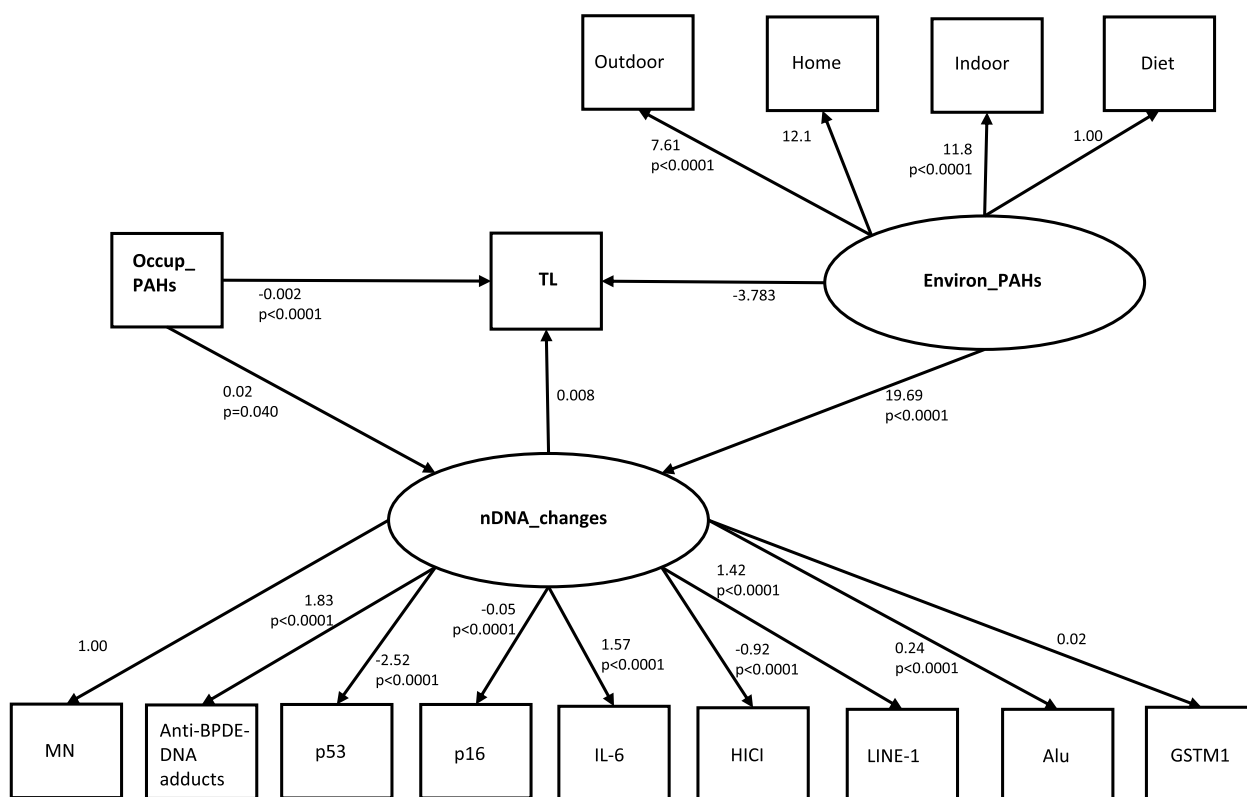 Outdoor
Home
Indoor
Diet
7.61
p<0.0001
12.1
11.8
p<0.0001
1.00
Occup_
PAHs
TL
Environ_PAHs
-0.002
p<0.0001
-3.783
0.02
p=0.040
0.008
19.69
p<0.0001
nDNA_changes
1.00
1.83
p<0.0001
-2.52
p<0.0001
-0.05
p<0.0001
1.57
p<0.0001
-0.92
p<0.0001
1.42
p<0.0001
0.24
p<0.0001
0.02
MN
Anti-BPDE-
DNA
adducts
p53
p16
IL-6
HICI
LINE-1
Alu
GSTM1